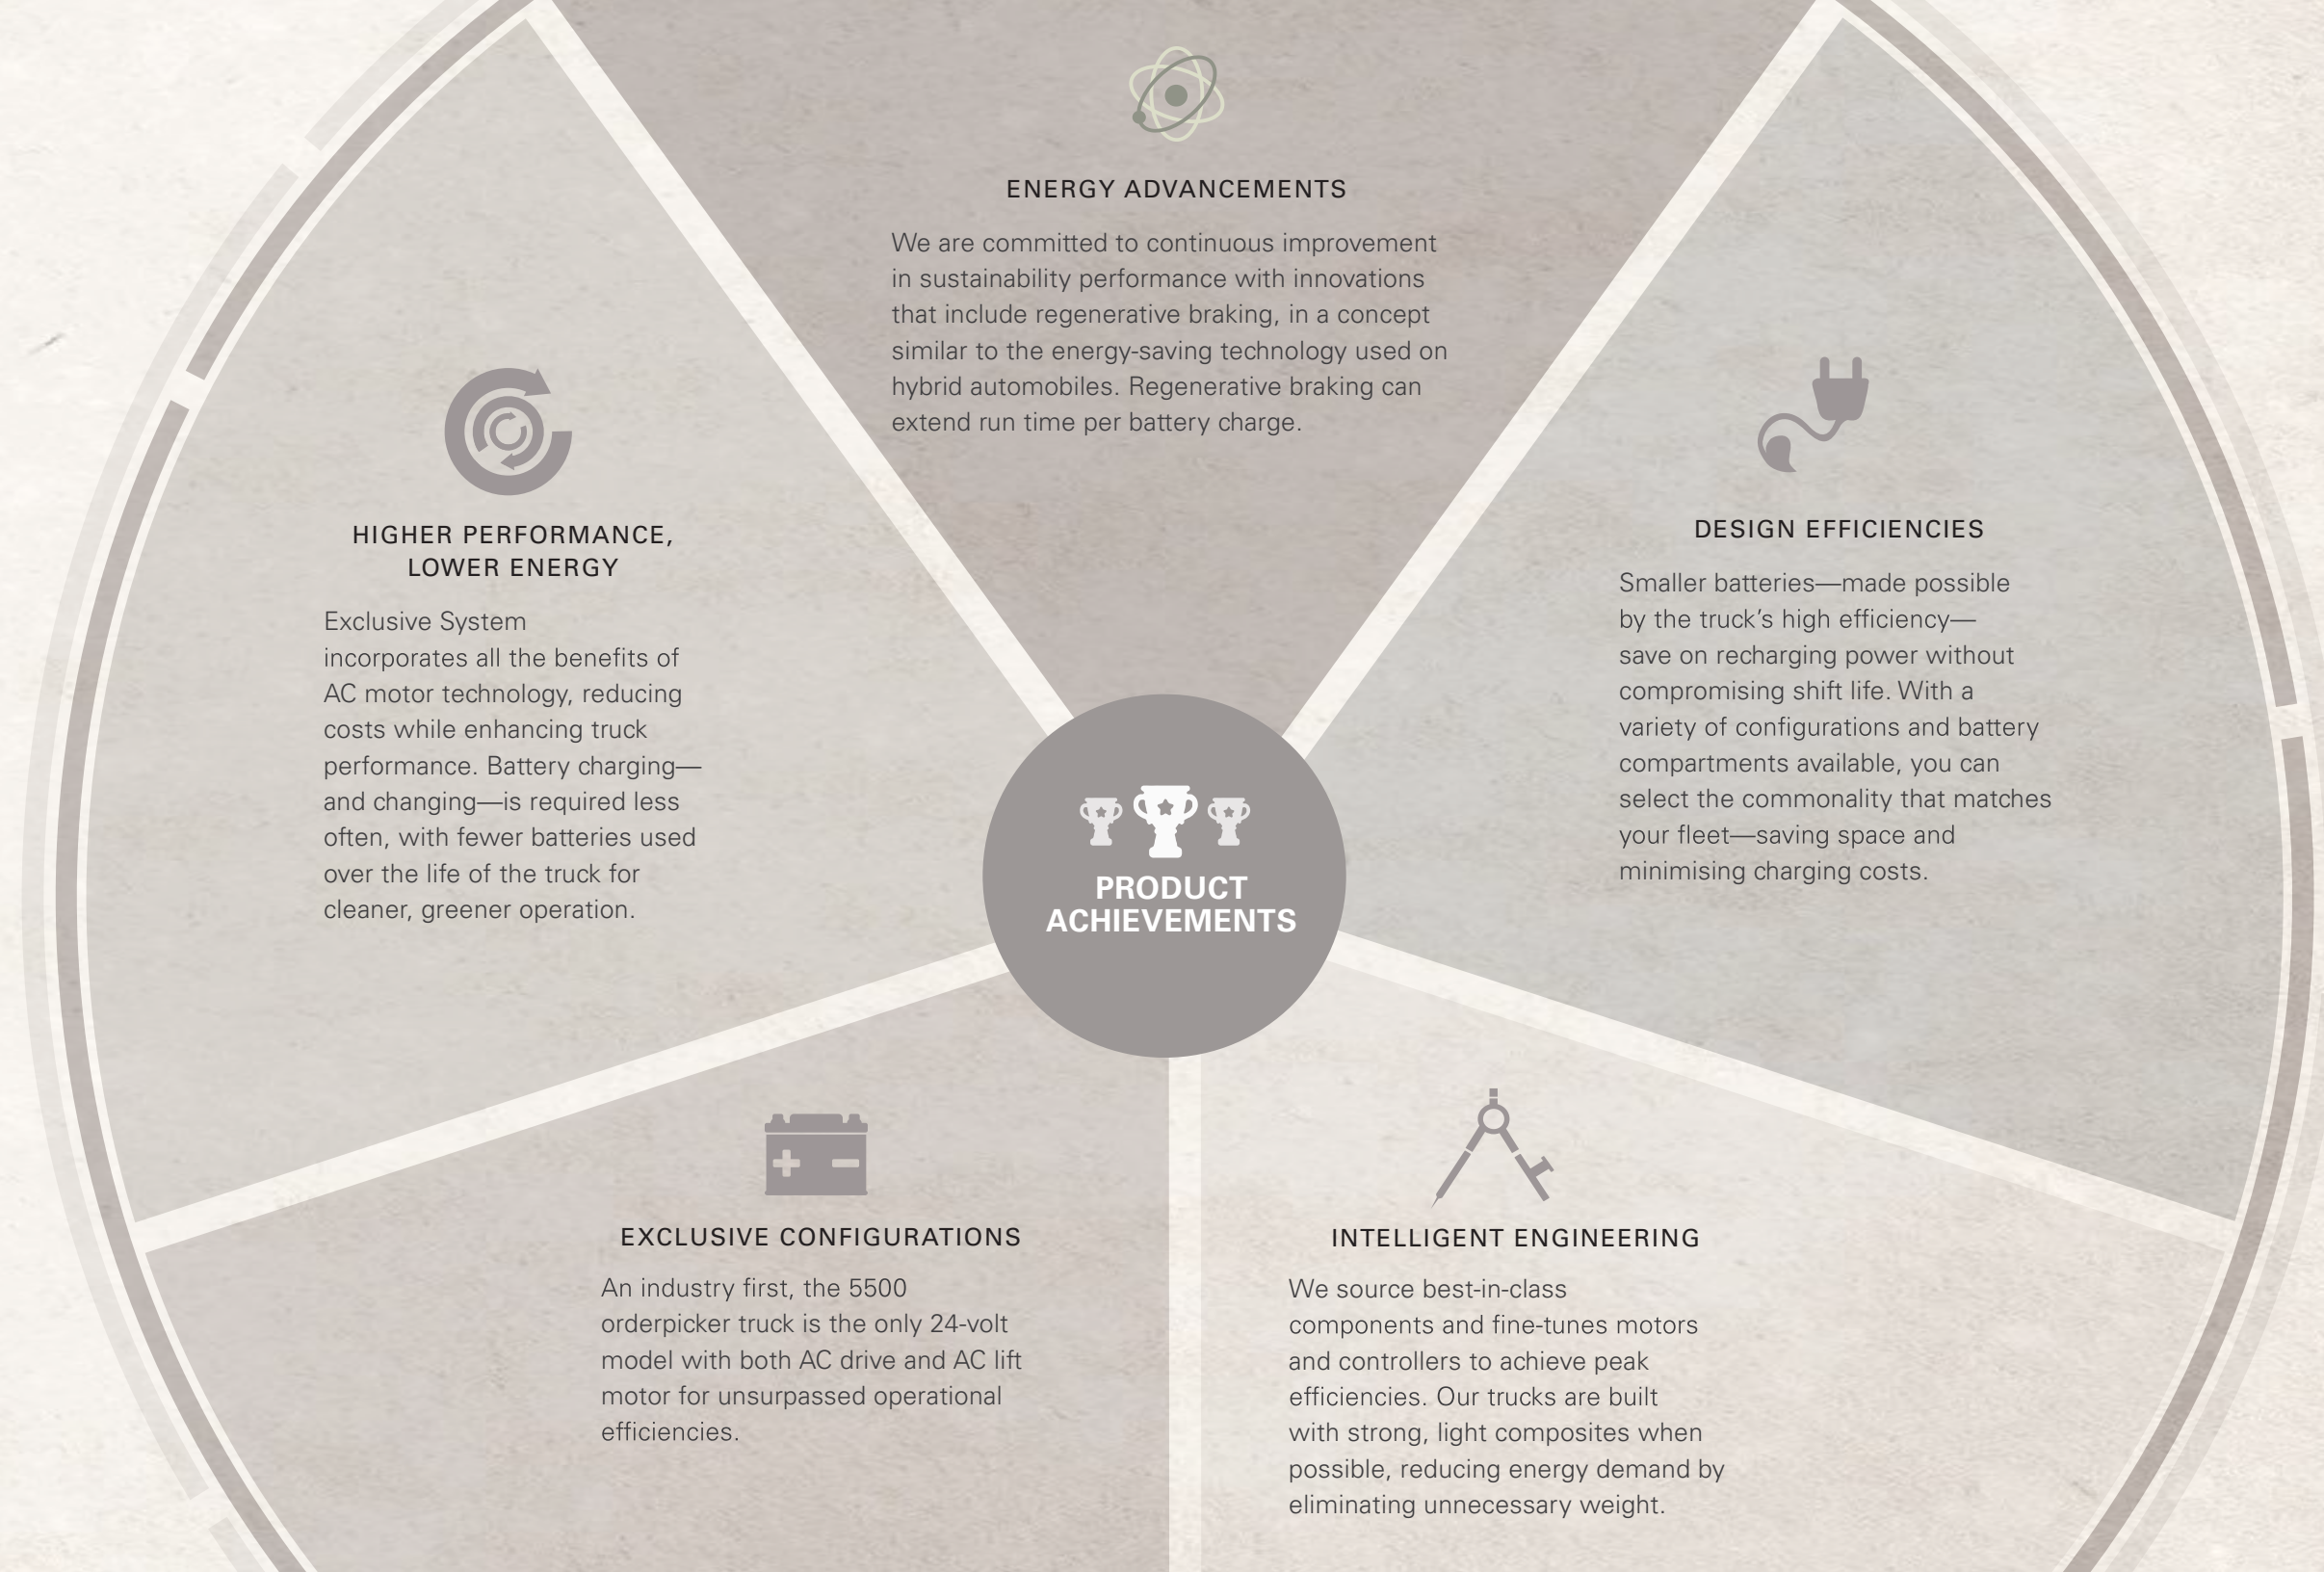 ENERGY ADVANCEMENTS
We are committed to continuous improvement
in sustainability performance with innovations
that include regenerative braking, in a concept
similar to the energy-saving technology used on
hybrid automobiles. Regenerative braking can
extend run time per battery charge.
HIGHER PERFORMANCE,
LOWER ENERGY
Exclusive System
incorporates all the benefits of
AC motor technology, reducing
costs while enhancing truck
performance. Battery charging—
and changing—is required less
often, with fewer batteries used
over the life of the truck for
cleaner, greener operation.
DESIGN EFFICIENCIES
Smaller batteries—made possible
by the truck’s high efficiency—
save on recharging power without
compromising shift life. With a
variety of configurations and battery
compartments available, you can
select the commonality that matches
your fleet—saving space and
minimising charging costs.
PRODUCT
ACHIEVEMENTS
EXCLUSIVE CONFIGURATIONS
An industry first, the 5500
orderpicker truck is the only 24-volt
model with both AC drive and AC lift
motor for unsurpassed operational
efficiencies.
INTELLIGENT ENGINEERING
We source best-in-class
components and fine-tunes motors
and controllers to achieve peak
efficiencies. Our trucks are built
with strong, light composites when
possible, reducing energy demand by
eliminating unnecessary weight.